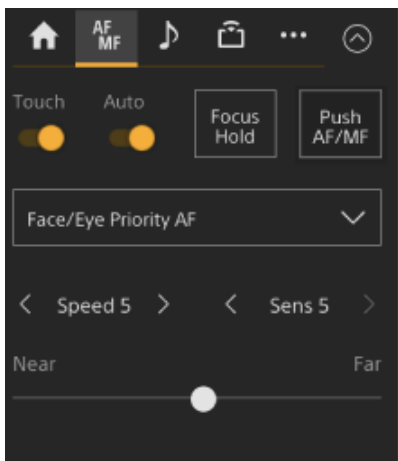 AF
MF
Touch
Auto
Focus
Hold
Push
AF/MF
Face/Eye Priority AF
Speed 5
Sens 5
Near
Far